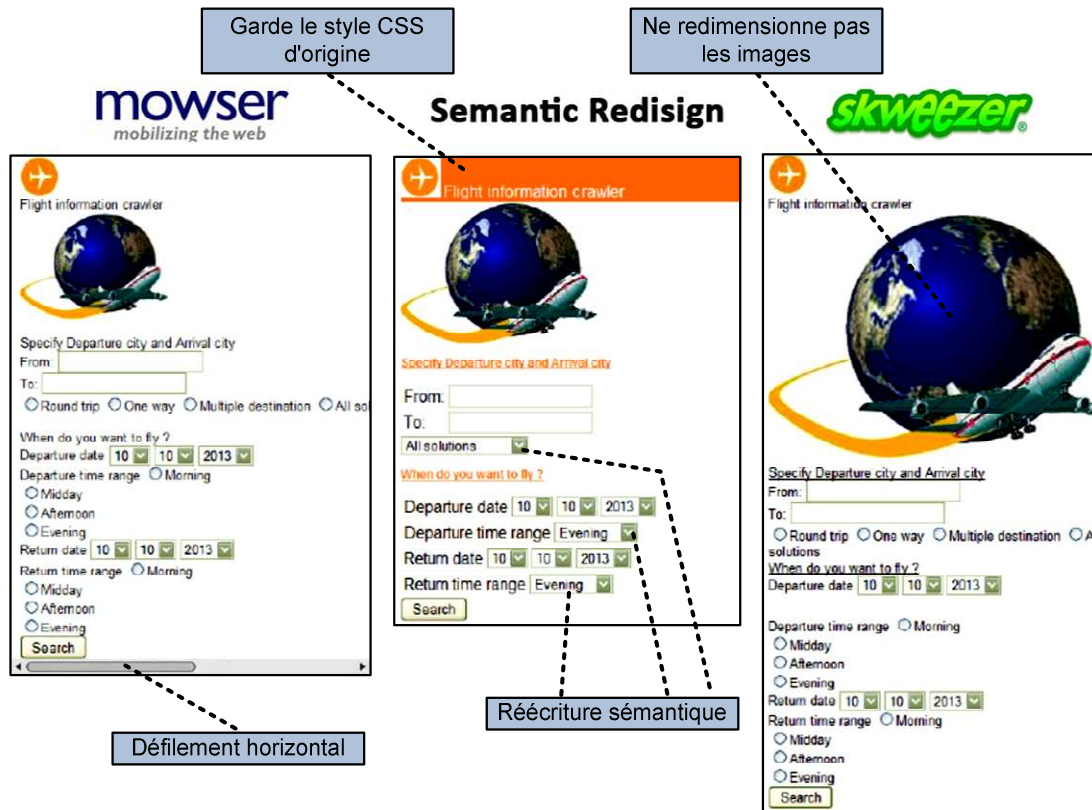 Garde le style CSS
d'origine
Ne redimensionne pas
les images
mowser
mobilizing the web
Semantic Redisign
skweezer®
Flight information crawler
Specify Departure city and Arrival city
From:
To:
Round trip One way Multiple destination All sol
When do you want to fly ?
Departure date 10 10 2013
Departure time range Morning
Midday
Afternoon
Evening
Return date 10 10 2013
Return time range Morning
Midday
Afternoon
Evening
Search
Flight information crawler
Specify Departure city and Arrival city
From:
To:
All solutions
When do you want to fly ?
Departure date 10 10 2013
Departure time range Evening
Return date 10 10 2013
Return time range Evening
Search
Flight information crawler
Specify Departure city and Arrival city
From:
To:
Round trip One way Multiple destination A
solutions
When do you want to fly ?
Departure date 10 10 2013
Departure time range Morning
Midday
Afternoon
Evening
Return date 10 10 2013
Return time range Morning
Midday
Afternoon
Evening
Search
Réécriture sémantique
Défilement horizontal